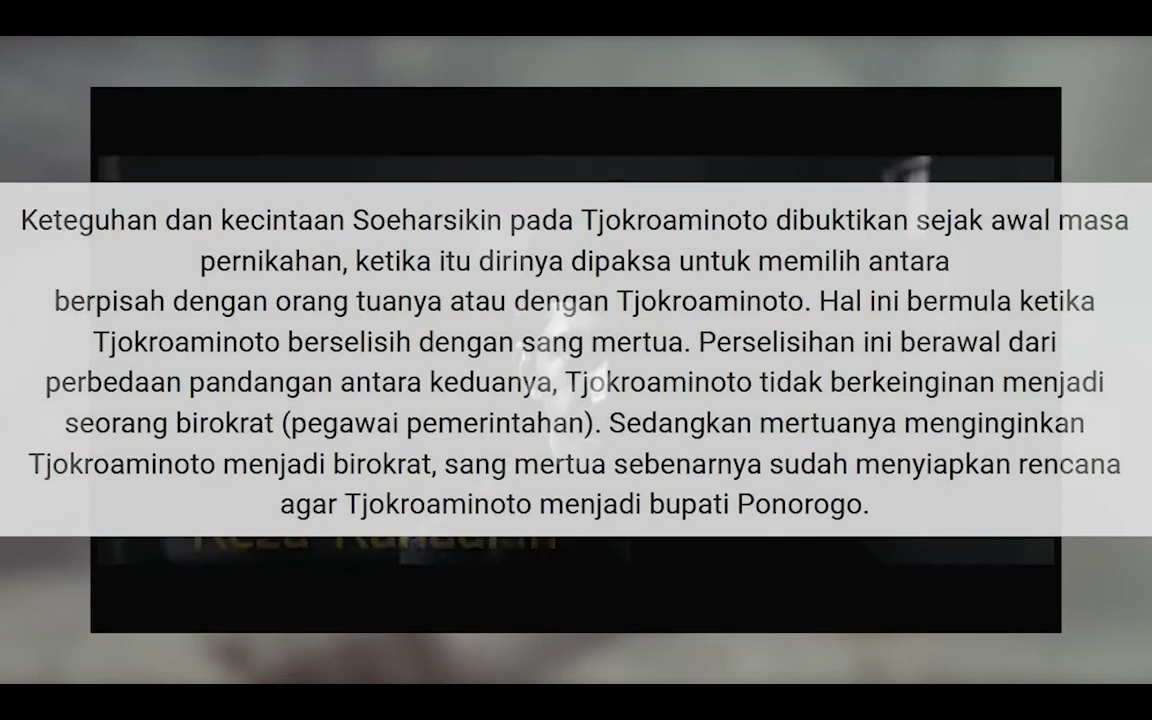 Keteguhan dan kecintaan Soeharsikin pada Tjokroaminoto dibuktikan sejak awal masa
pernikahan, ketika itu dirinya dipaksa untuk memilih antara
berpisah dengan orang tuanya atau dengan Tjokroaminoto. Hal ini bermula ketika
Tjokroaminoto berselisih dengan sang mertua. Perselisihan ini berawal dari
perbedaan pandangan antara keduanya, Tjokroaminoto tidak berkeinginan menjadi
seorang birokrat (pegawai pemerintahan). Sedangkan mertuanya menginginkan
Tjokroaminoto menjadi birokrat, sang mertua sebenarnya sudah menyiapkan rencana
agar Tjokroaminoto menjadi bupati Ponorogo.